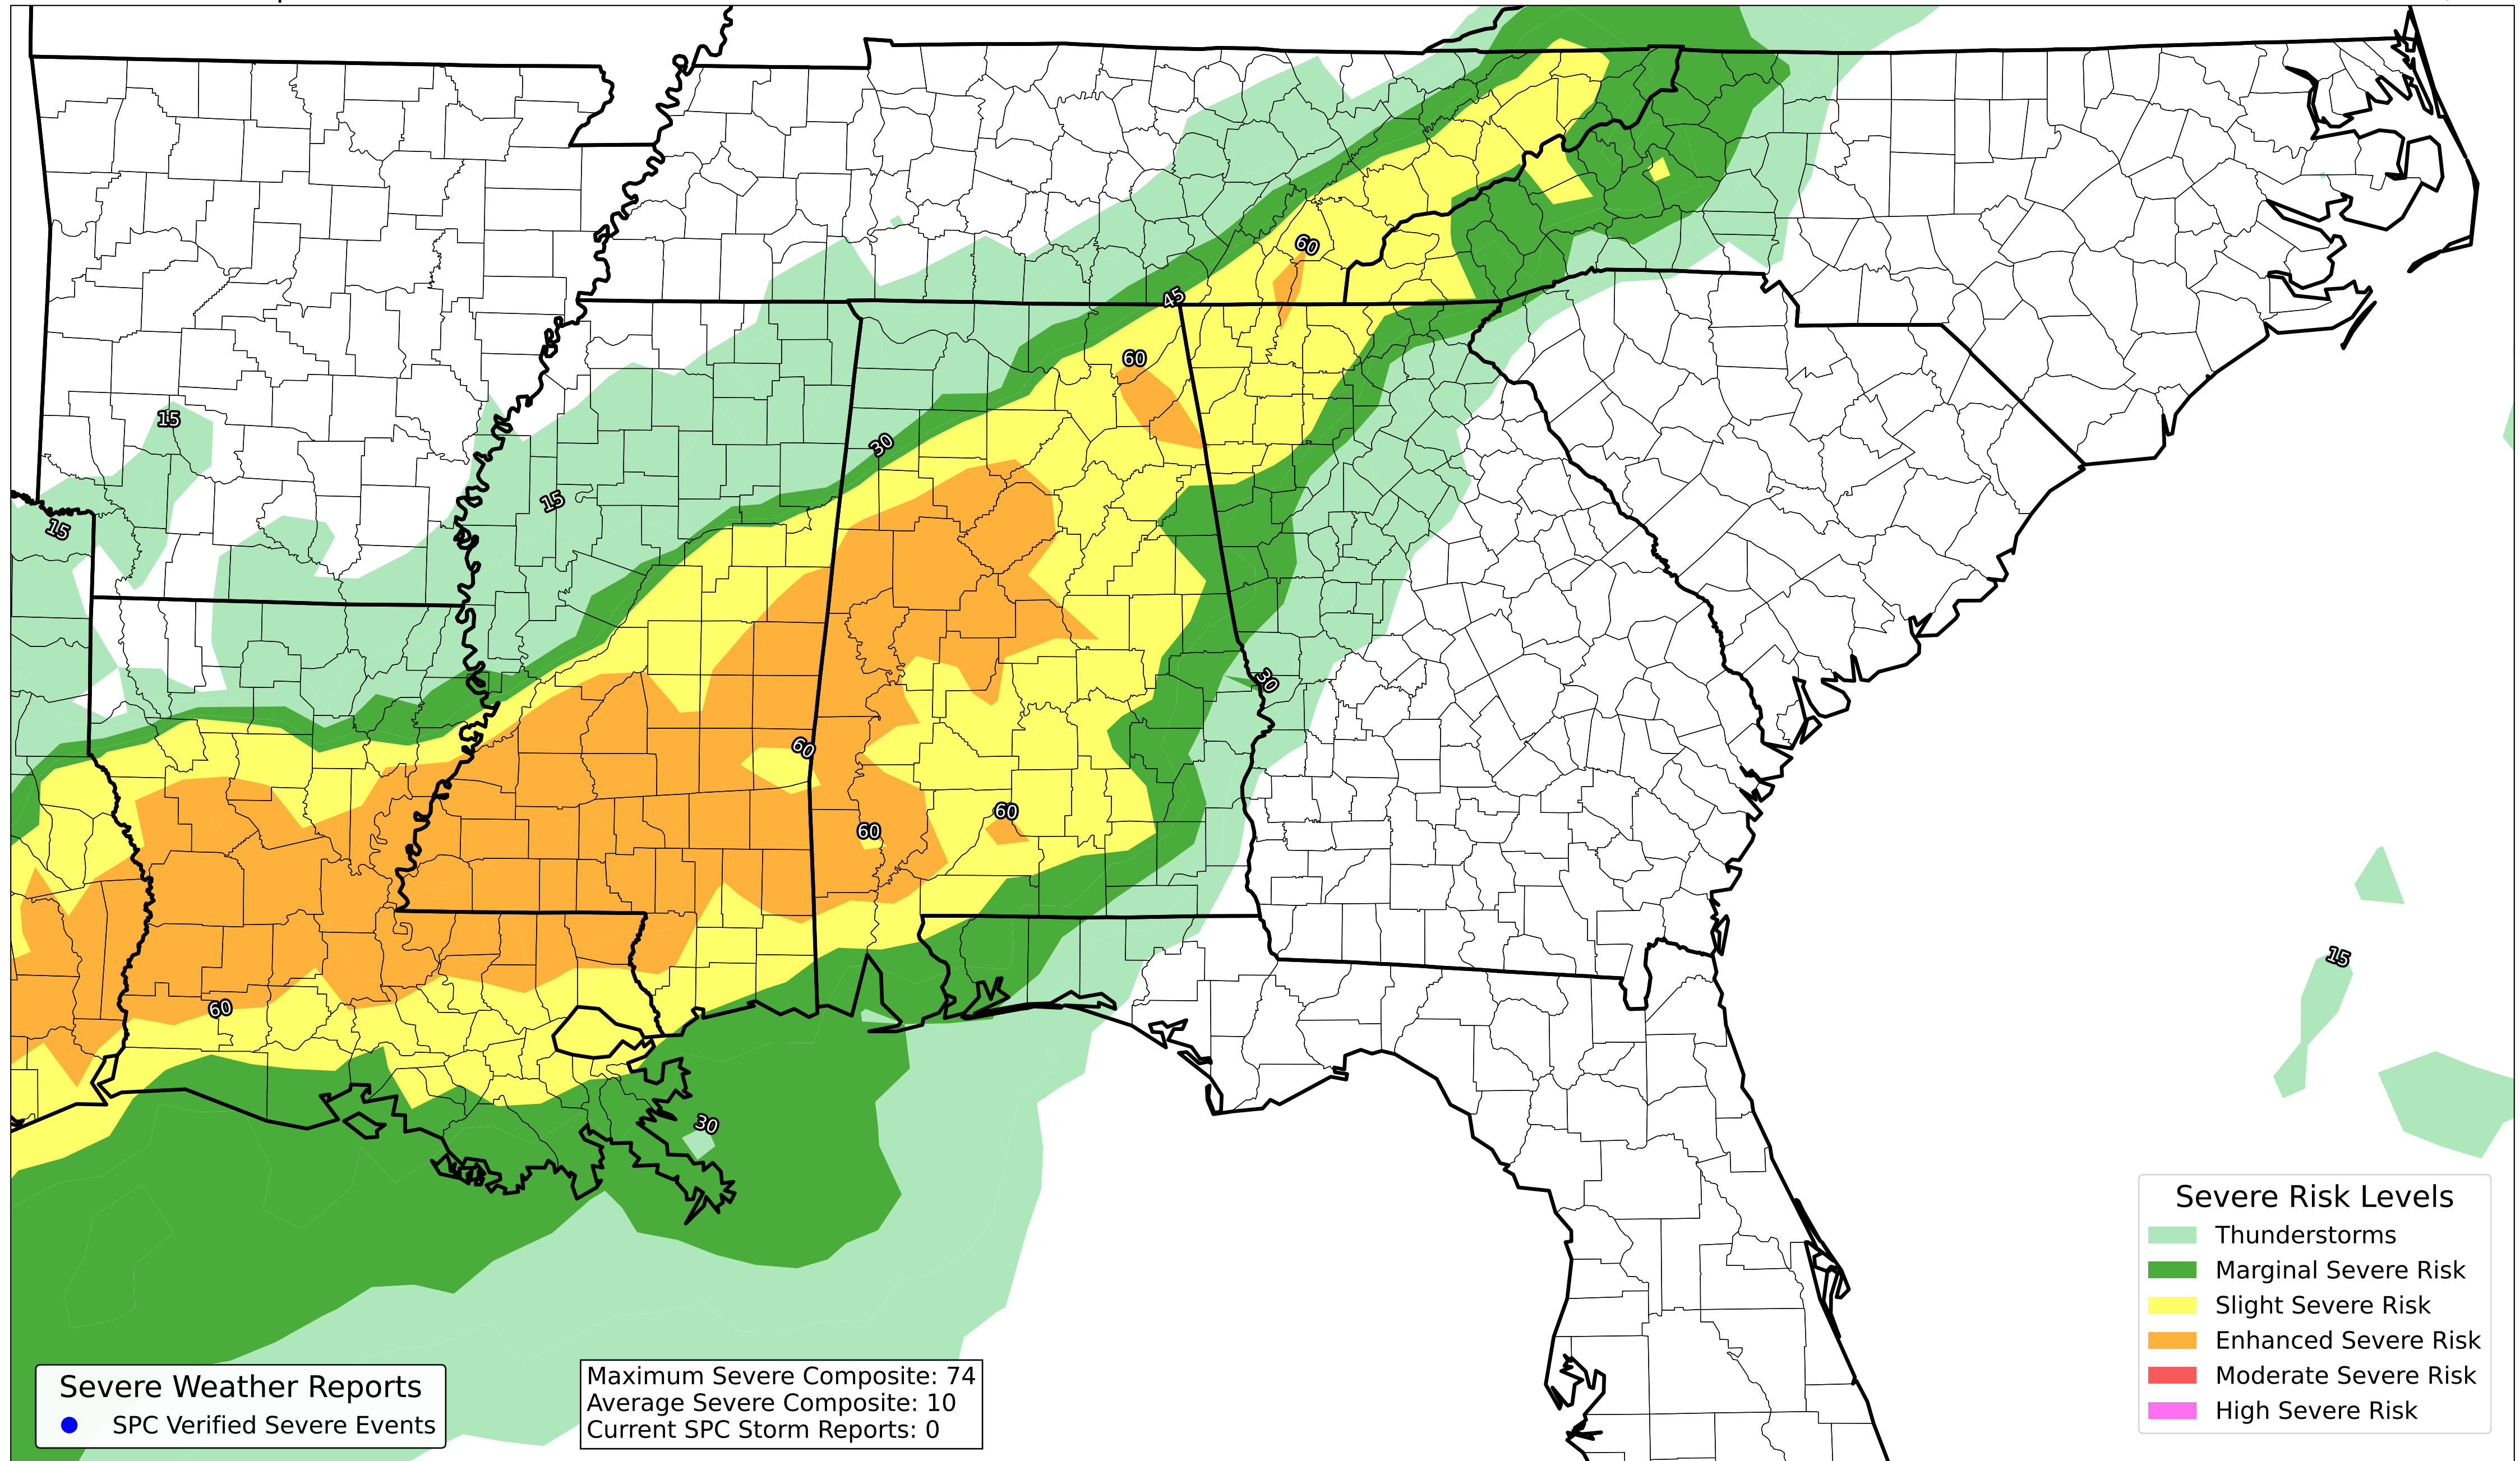 60
45
60
15
30
15
15
30
60
60
60
60
15
30
Severe Risk Levels
Thunderstorms
Marginal Severe Risk
Slight Severe Risk
Enhanced Severe Risk
Moderate Severe Risk
High Severe Risk
Severe Weather Reports
SPC Verified Severe Events
Maximum Severe Composite: 74
Average Severe Composite: 10
Current SPC Storm Reports: 0